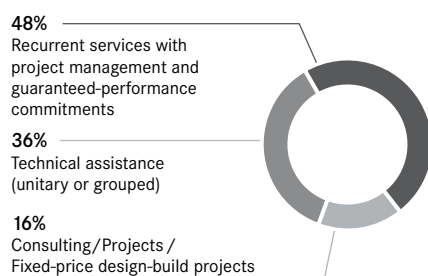 48%
Recurrent services with
project management and
guaranteed-performance
commitments
36%
Technical assistance
(unitary or grouped)
16%
Consulting/Projects/
Fixed-price design-build projects